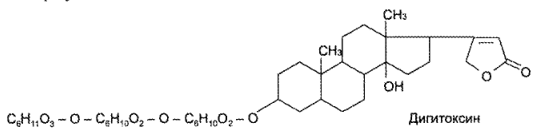 CH₃
CH₃
OH
O
O
C₆H₁₁O₃ – O – C₆H₁₀O₂ – O – C₆H₁₀O₂ – O
Дигитоксин